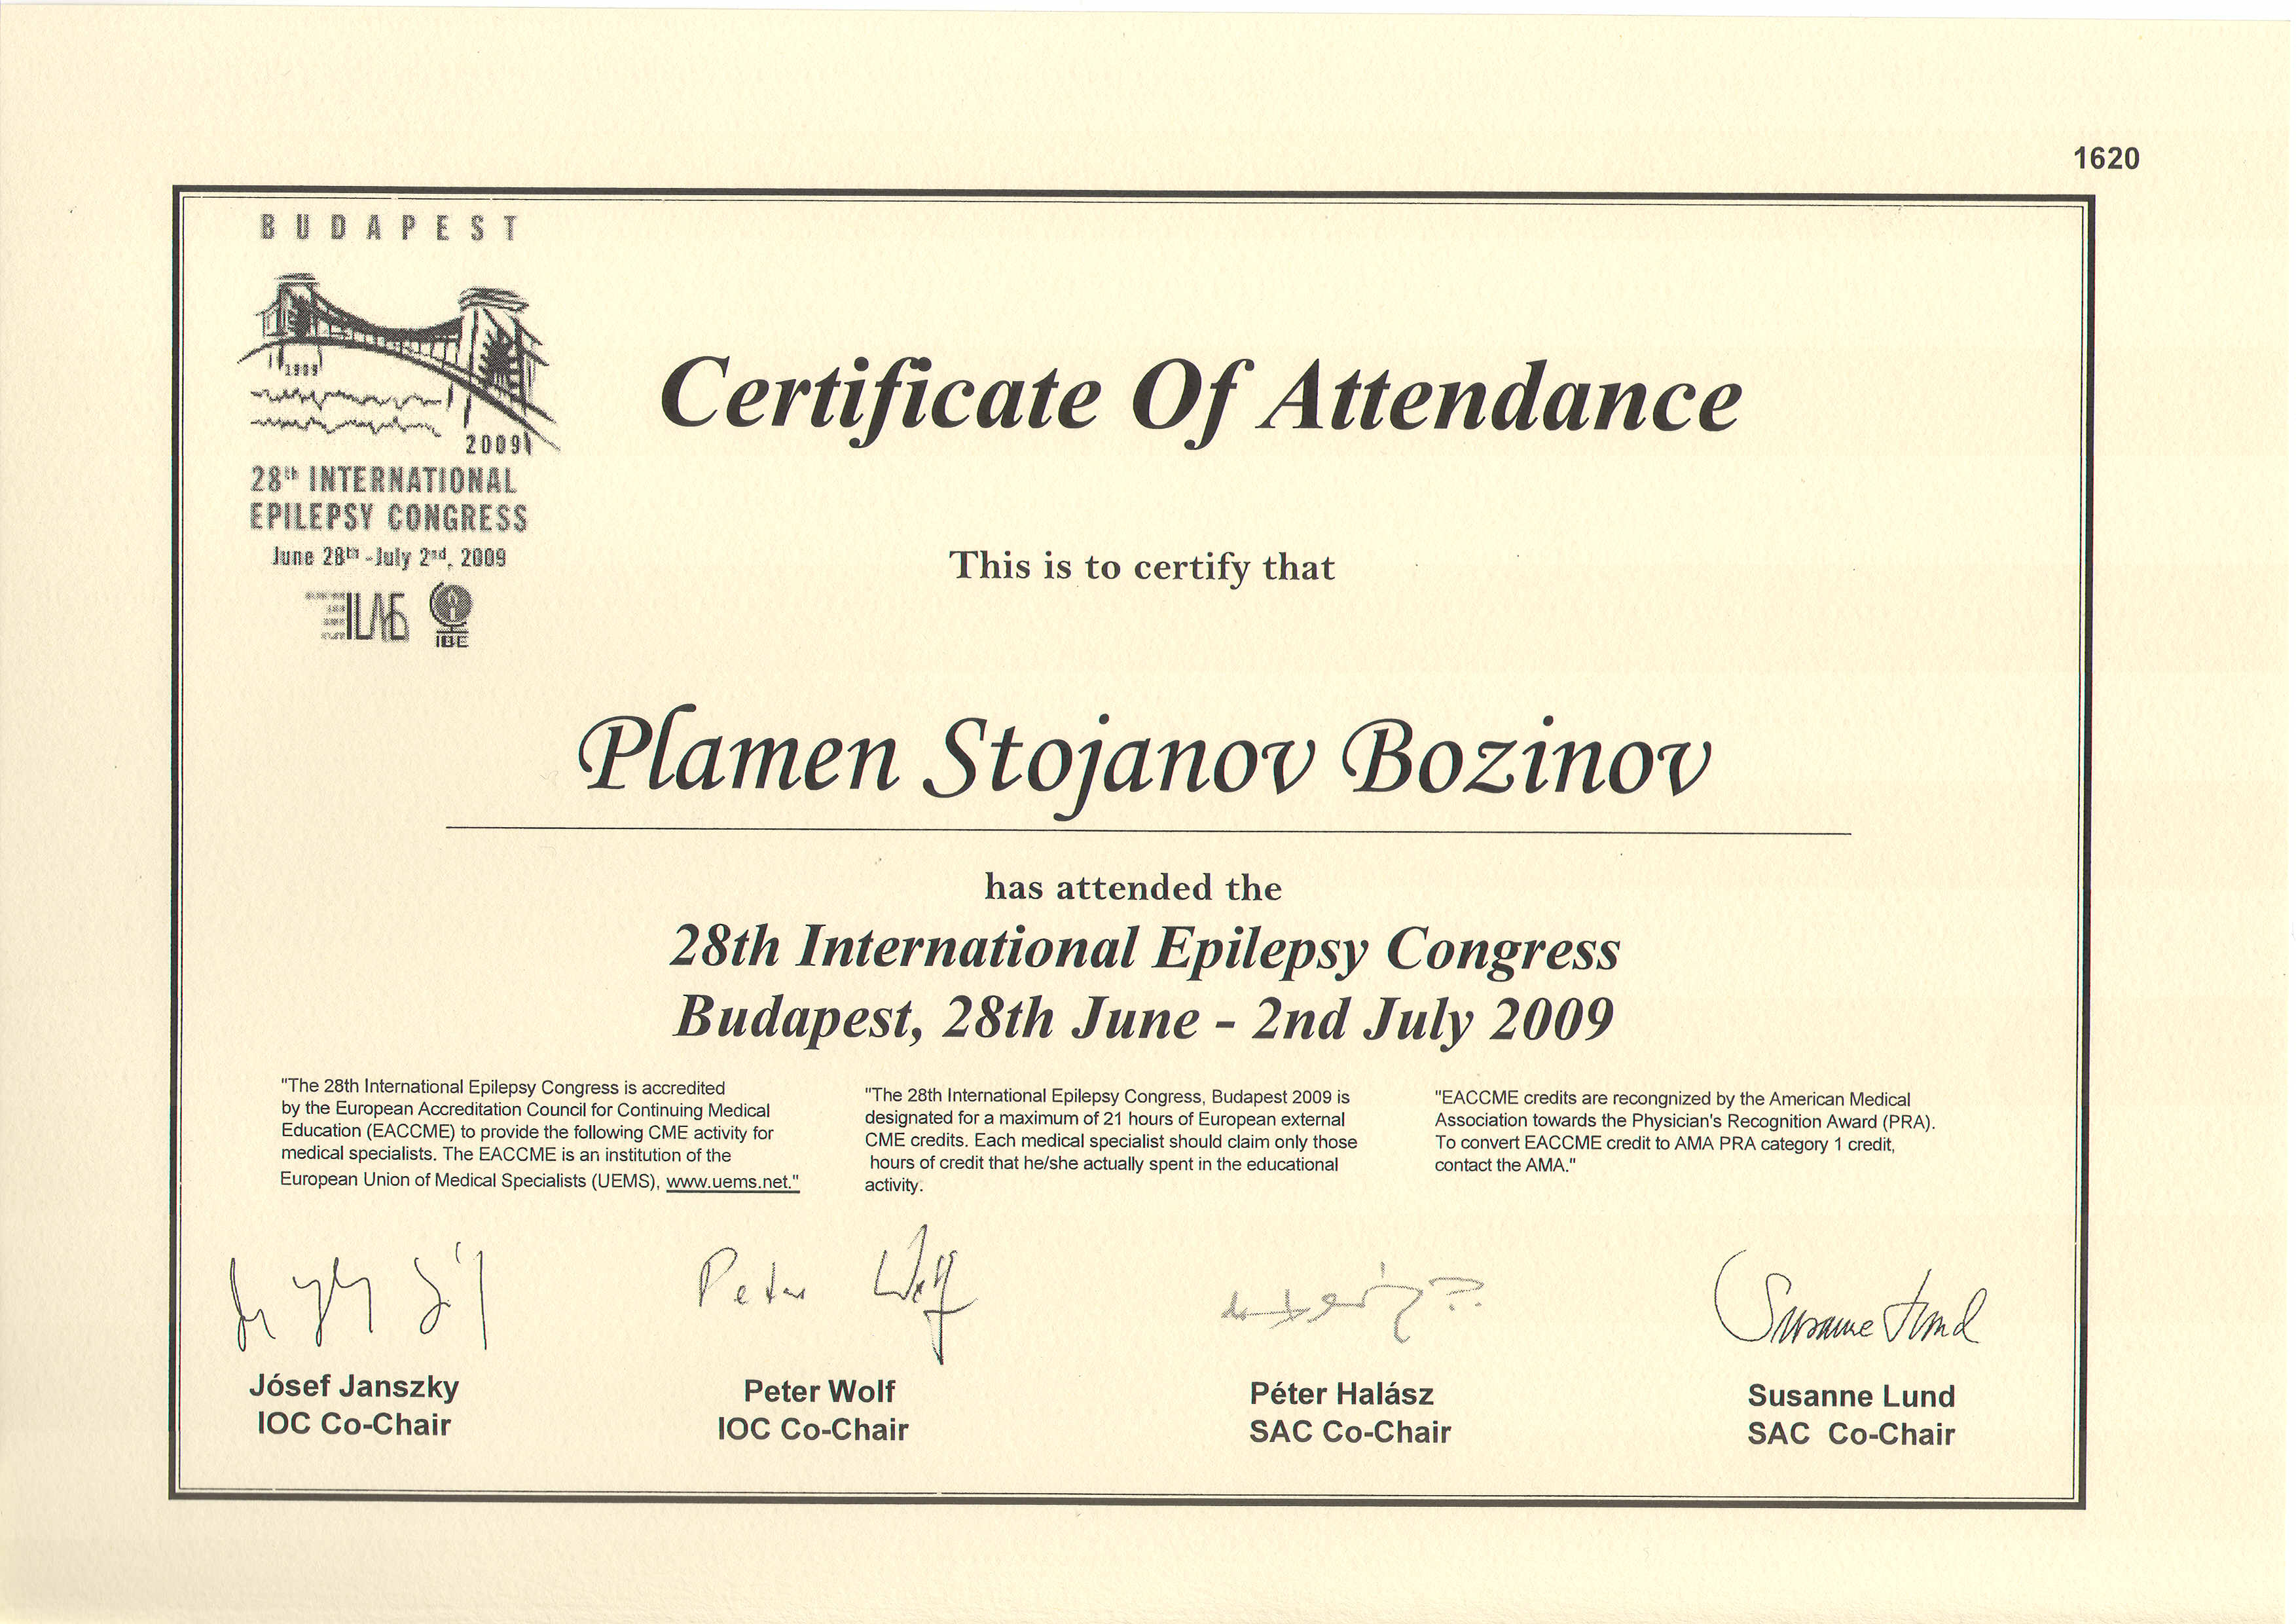 1620
BUDAPEST
1909
2009
28th INTERNATIONAL
EPILEPSY CONGRESS
June 28th - July 2nd, 2009
ILAE
IBE
Certificate Of Attendance
This is to certify that
Plamen Stojanov Bozinov
has attended the
28th International Epilepsy Congress
Budapest, 28th June - 2nd July 2009
"The 28th International Epilepsy Congress is accredited
by the European Accreditation Council for Continuing Medical
Education (EACCME) to provide the following CME activity for
medical specialists. The EACCME is an institution of the
European Union of Medical Specialists (UEMS), www.uems.net."
"The 28th International Epilepsy Congress, Budapest 2009 is
designated for a maximum of 21 hours of European external
CME credits. Each medical specialist should claim only those
hours of credit that he/she actually spent in the educational
activity.
"EACCME credits are recongnized by the American Medical
Association towards the Physician's Recognition Award (PRA).
To convert EACCME credit to AMA PRA category 1 credit,
contact the AMA."
Peter Wolf
Susanne Lund
Jósef Janszky
IOC Co-Chair
Peter Wolf
IOC Co-Chair
Péter Halász
SAC Co-Chair
Susanne Lund
SAC Co-Chair